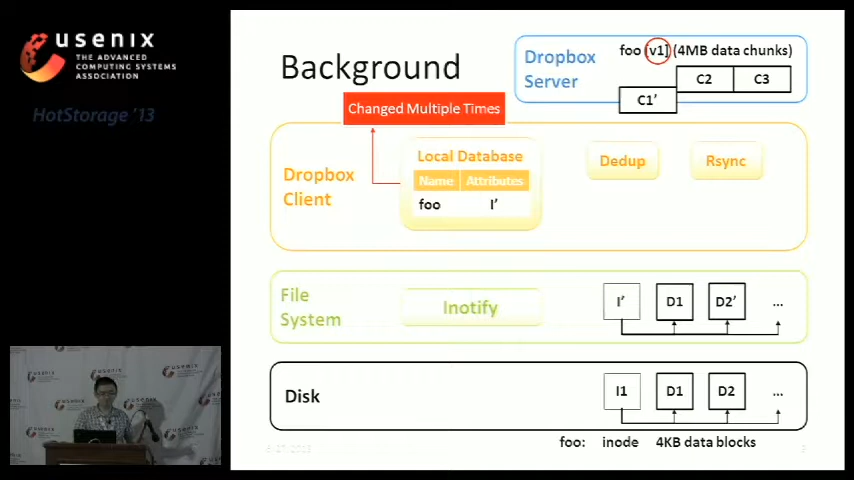 usenix
THE ADVANCED
COMPUTING SYSTEMS
ASSOCIATION
HotStorage '13
Background
Changed Multiple Times
Dropbox
Server
foo [v1] (4MB data chunks)
C2 C3
C1’
Dropbox
Client
Local Database
Name Attributes
foo I’
Dedup
Rsync
File
System
Inotify
I’ D1 D2’ ...
Disk
I1 D1 D2 ...
foo: inode 4KB data blocks
usenix